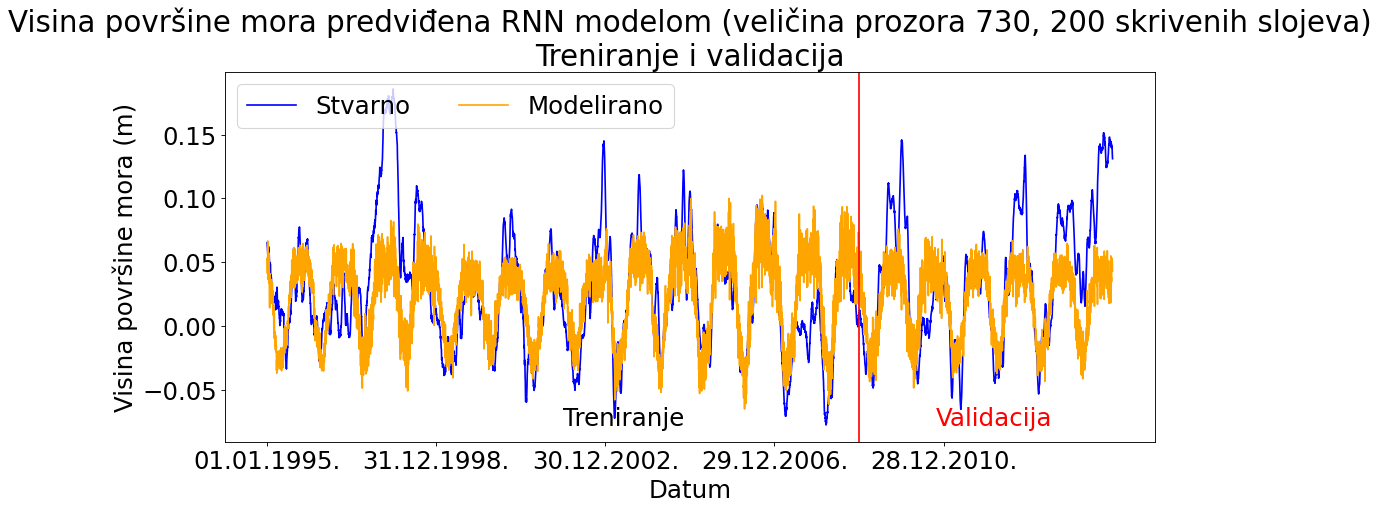 Visina površine mora predviđena RNN modelom (veličina prozora 730, 200 skrivenih slojeva)
Treniranje i validacija
Stvarno
Modelirano
Visina površine mora (m)
0.15
0.10
0.05
0.00
−0.05
Treniranje
Validacija
01.01.1995.
31.12.1998.
30.12.2002.
29.12.2006.
28.12.2010.
Datum